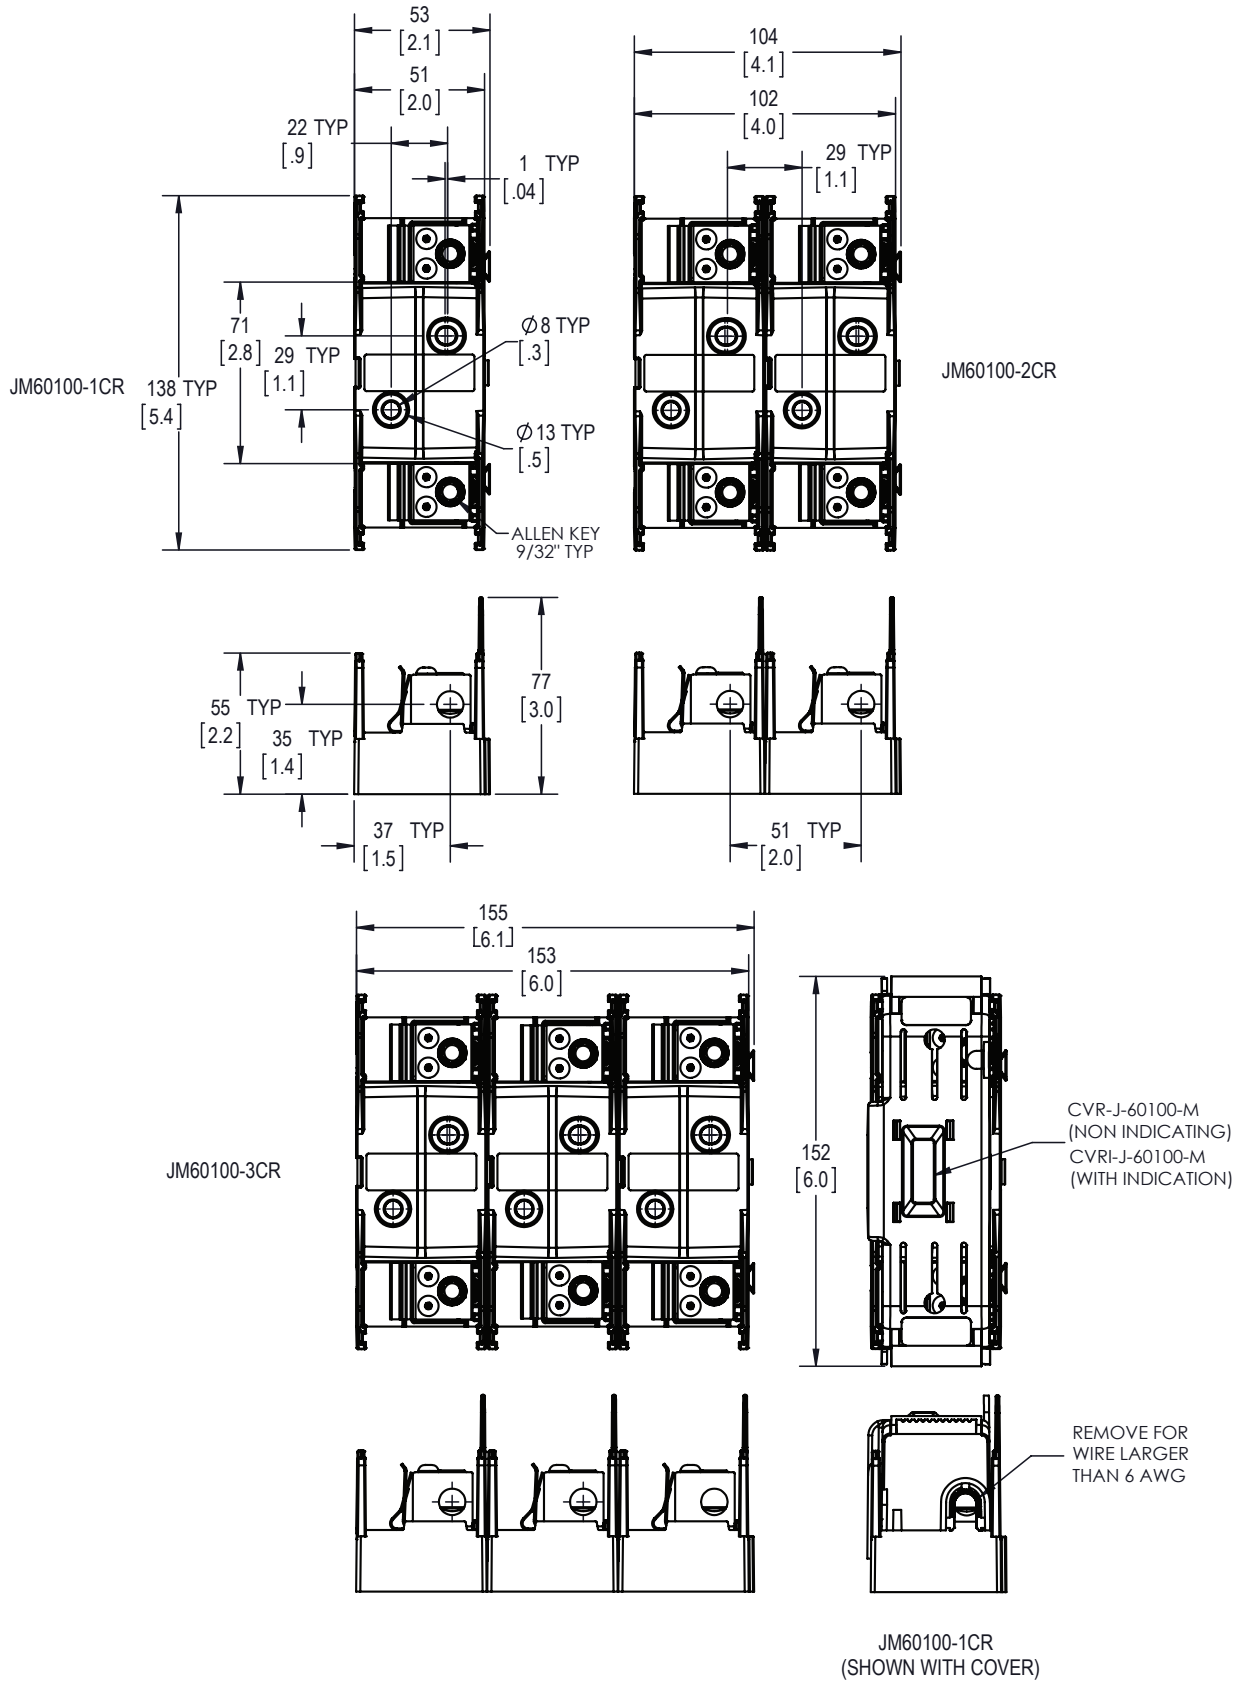 53
[2.1]
51
[2.0]
22 TYP
[.9]
1 TYP
[.04]
104
[4.1]
102
[4.0]
29 TYP
[1.1]
71
[2.8]
29 TYP
[1.1]
JM60100-1CR
138 TYP
[5.4]
Ø8 TYP
[.3]
Ø13 TYP
[.5]
ALLEN KEY
9/32" TYP
JM60100-2CR
55 TYP
[2.2]
35 TYP
[1.4]
77
[3.0]
37 TYP
[1.5]
51 TYP
[2.0]
155
[6.1]
153
[6.0]
JM60100-3CR
152
[6.0]
CVR-J-60100-M
(NON INDICATING)
CVRI-J-60100-M
(WITH INDICATION)
REMOVE FOR
WIRE LARGER
THAN 6 AWG
JM60100-1CR
(SHOWN WITH COVER)